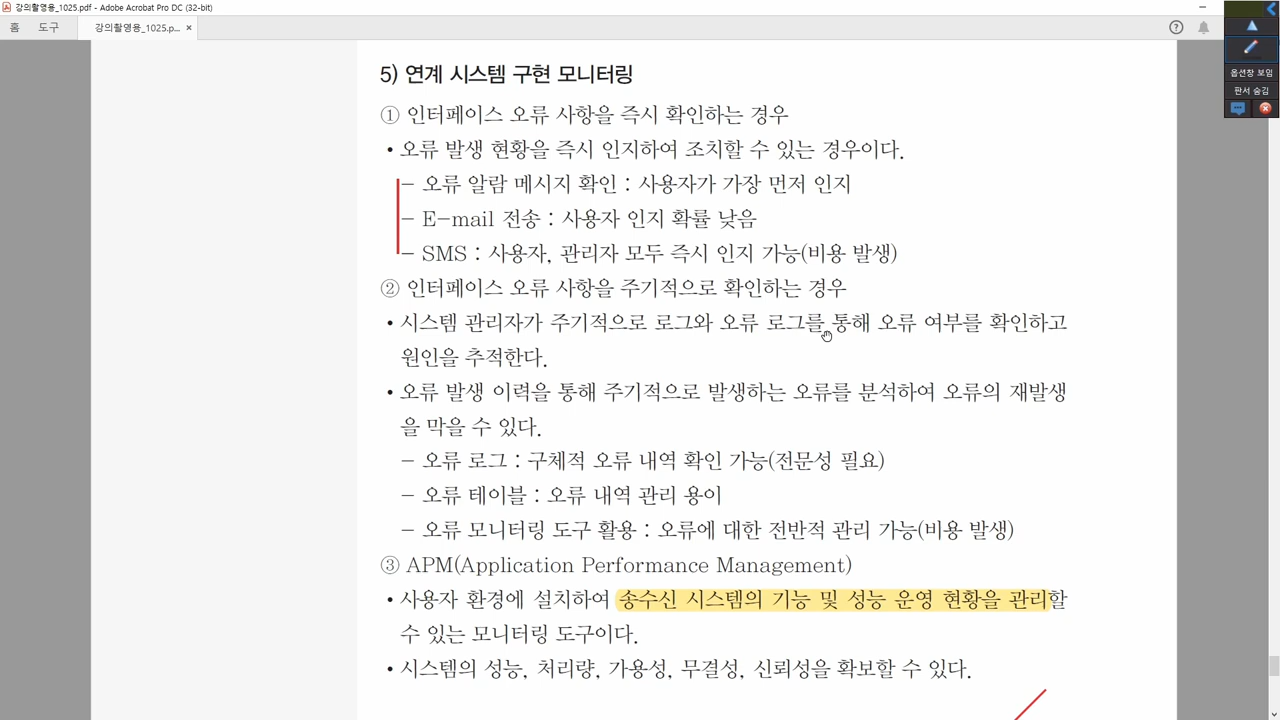 강의촬영용_1025.pdf - Adobe Acrobat Pro DC (32-bit)
홈 도구 강의촬영용_1025.p... ×
옵션창 보임
판서 숨김
5) 연계 시스템 구현 모니터링
① 인터페이스 오류 사항을 즉시 확인하는 경우
• 오류 발생 현황을 즉시 인지하여 조치할 수 있는 경우이다.
– 오류 알람 메시지 확인 : 사용자가 가장 먼저 인지
– E-mail 전송 : 사용자 인지 확률 낮음
– SMS : 사용자, 관리자 모두 즉시 인지 가능(비용 발생)
② 인터페이스 오류 사항을 주기적으로 확인하는 경우
• 시스템 관리자가 주기적으로 로그와 오류 로그를 통해 오류 여부를 확인하고
원인을 추적한다.
• 오류 발생 이력을 통해 주기적으로 발생하는 오류를 분석하여 오류의 재발생
을 막을 수 있다.
– 오류 로그 : 구체적 오류 내역 확인 가능(전문성 필요)
– 오류 테이블 : 오류 내역 관리 용이
– 오류 모니터링 도구 활용 : 오류에 대한 전반적 관리 가능(비용 발생)
③ APM(Application Performance Management)
• 사용자 환경에 설치하여 송수신 시스템의 기능 및 성능 운영 현황을 관리할
수 있는 모니터링 도구이다.
• 시스템의 성능, 처리량, 가용성, 무결성, 신뢰성을 확보할 수 있다.